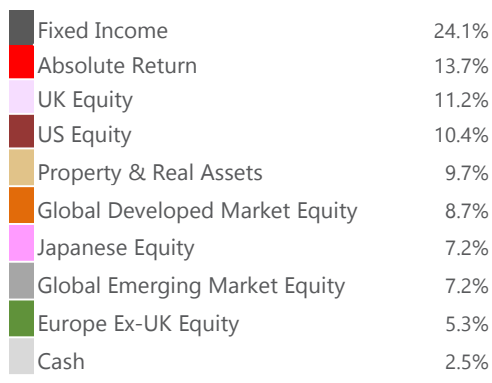 Fixed Income 24.1%
Absolute Return 13.7%
UK Equity 11.2%
US Equity 10.4%
Property & Real Assets 9.7%
Global Developed Market Equity 8.7%
Japanese Equity 7.2%
Global Emerging Market Equity 7.2%
Europe Ex-UK Equity 5.3%
Cash 2.5%